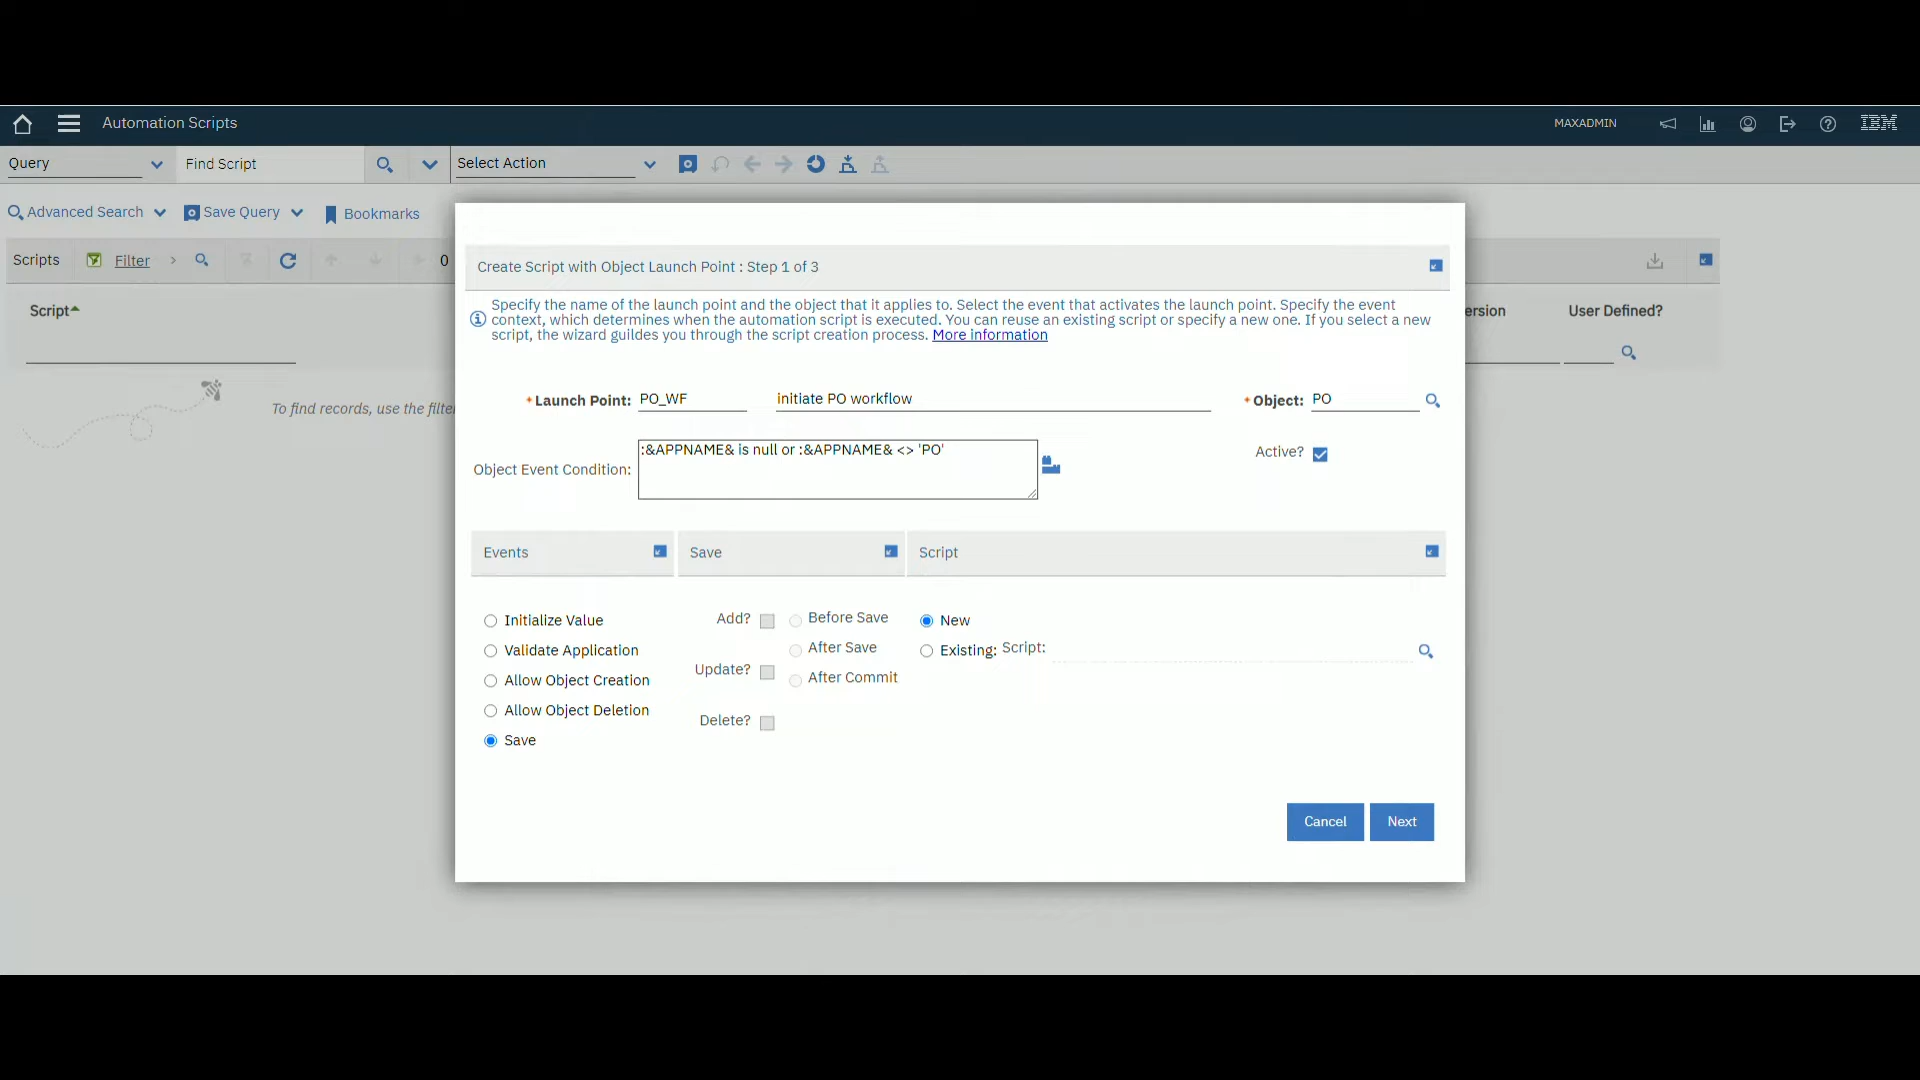 Automation Scripts
MAXADMIN
IBM
Query
Find Script
Select Action
Advanced Search
Save Query
Bookmarks
Scripts
Filter
0
Script
ersion
User Defined?
To find records, use the filte
Create Script with Object Launch Point : Step 1 of 3
Specify the name of the launch point and the object that it applies to. Select the event that activates the launch point. Specify the event
context, which determines when the automation script is executed. You can reuse an existing script or specify a new one. If you select a new
script, the wizard guildes you through the script creation process. More information
*Launch Point: PO_WF initiate PO workflow *Object: PO
Object Event Condition: :&APPNAME& is null or :&APPNAME& <> 'PO'
Active?
Events
Save
Script
Initialize Value
Validate Application
Allow Object Creation
Allow Object Deletion
Save
Add?
Update?
Delete?
Before Save
After Save
After Commit
New
Existing: Script:
Cancel
Next